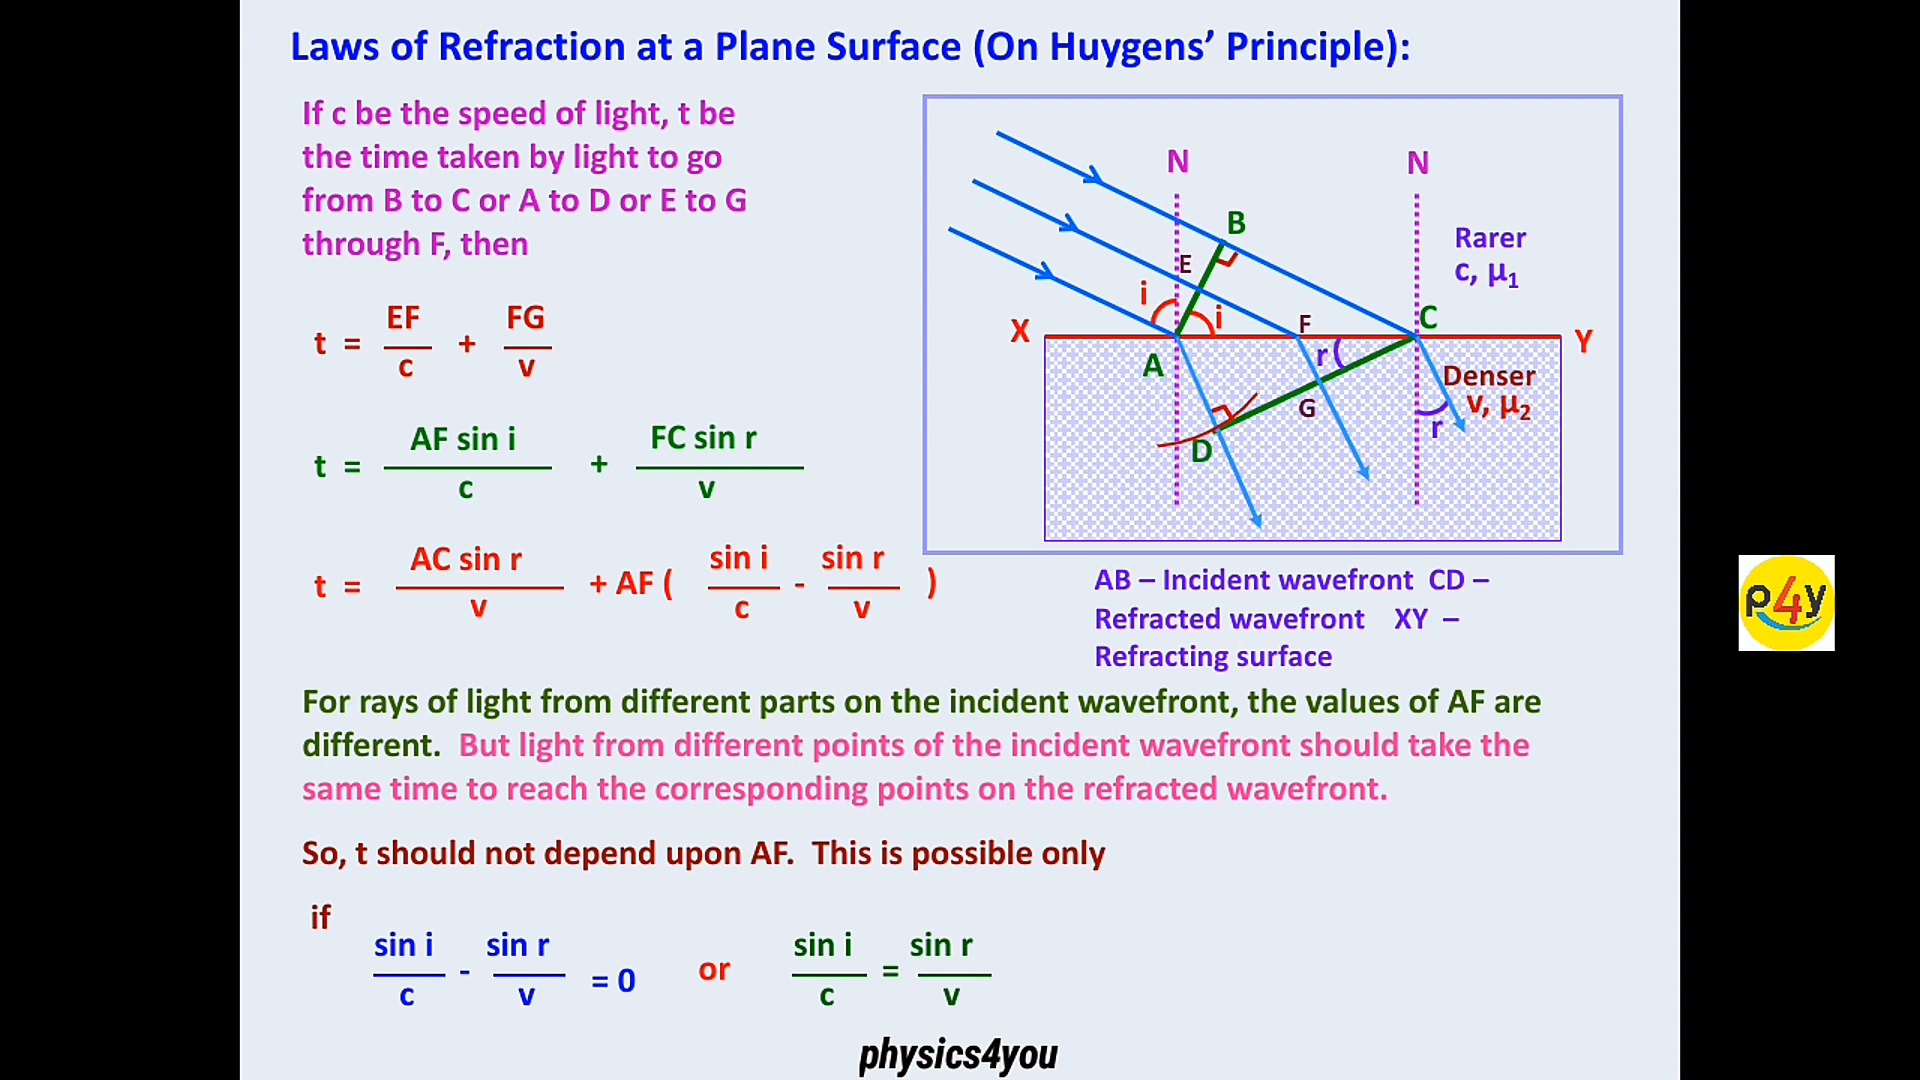 Laws of Refraction at a Plane Surface (On Huygens’ Principle):
If c be the speed of light, t be
the time taken by light to go
from B to C or A to D or E to G
through F, then
t = EF/c + FG/v
t = AF sin i/c + FC sin r/v
t = AC sin r/v + AF ( sin i/c - sin r/v )
N N
B
E
Rarer
c, μ₁
i
i
X
F
C
Y
A
r
Denser
v, μ₂
G
r
D
AB – Incident wavefront CD –
Refracted wavefront XY –
Refracting surface
p4y
For rays of light from different parts on the incident wavefront, the values of AF are
different. But light from different points of the incident wavefront should take the
same time to reach the corresponding points on the refracted wavefront.
So, t should not depend upon AF. This is possible only
if
sin i/c - sin r/v = 0 or sin i/c = sin r/v
physics4you